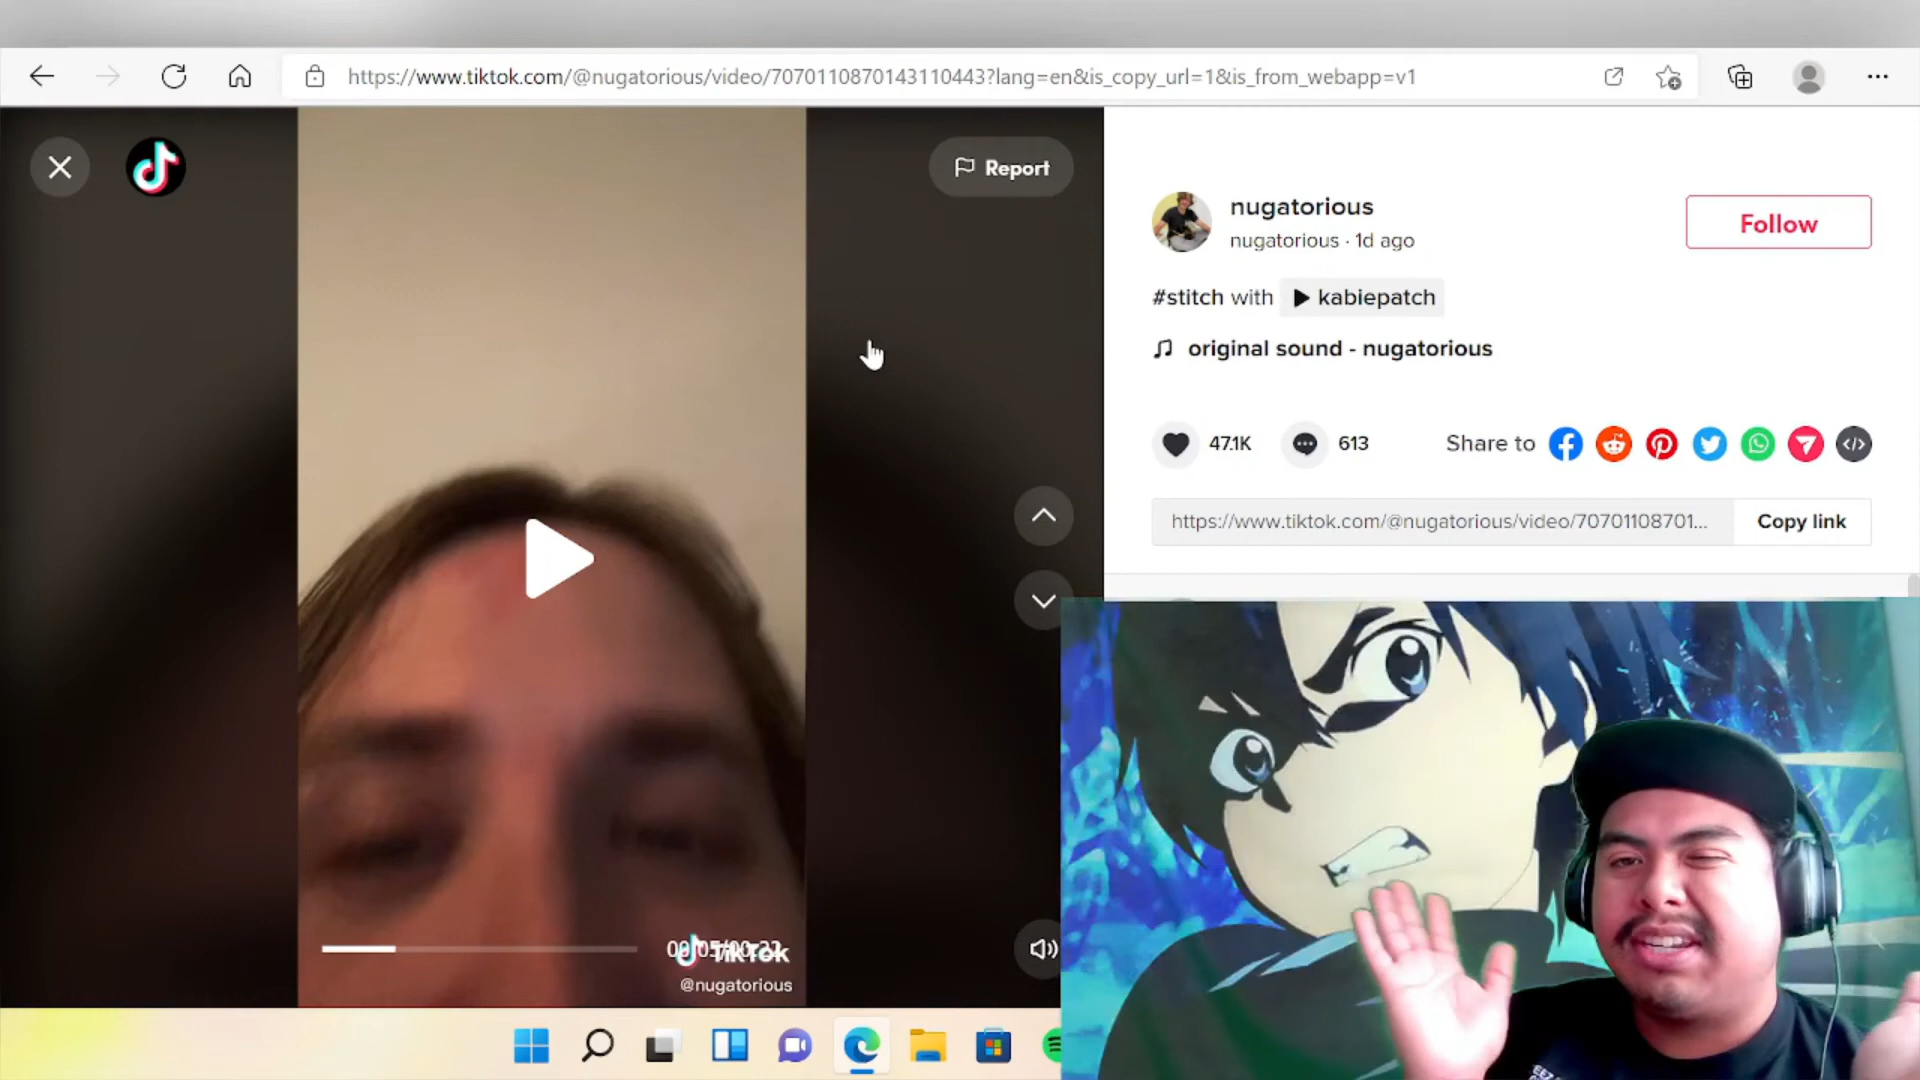 https://www.tiktok.com/@nugatorious/video/7070110870143110443?lang=en&is_copy_url=1&is_from_webapp=v1
Report
nugatorious
nugatorious · 1d ago
Follow
#stitch with kabiepatch
original sound - nugatorious
47.1K
613
Share to
https://www.tiktok.com/@nugatorious/video/70701108701...
Copy link
00:05/00:22
TikTok
@nugatorious